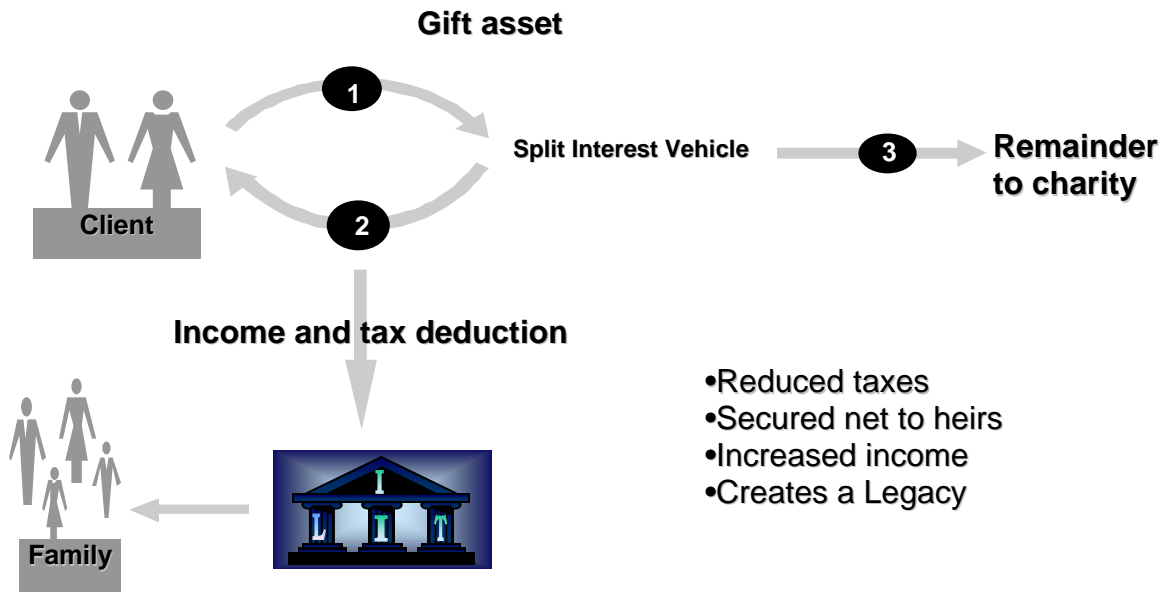 Gift asset
1
Split Interest Vehicle
3
Remainder
to charity
Client
2
Income and tax deduction
•Reduced taxes
•Secured net to heirs
•Increased income
•Creates a Legacy
I
L I T
Family